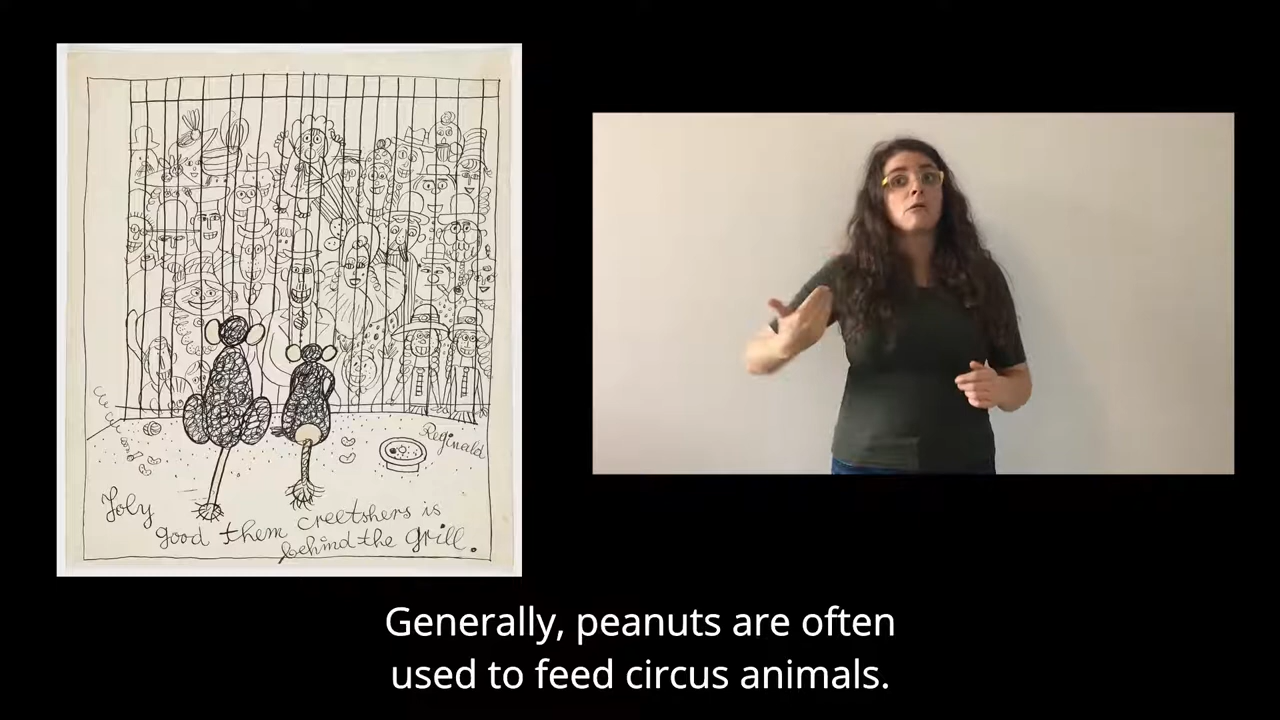 Reginald
Joly
good them creetshers is
behind the grill.
Generally, peanuts are often
used to feed circus animals.